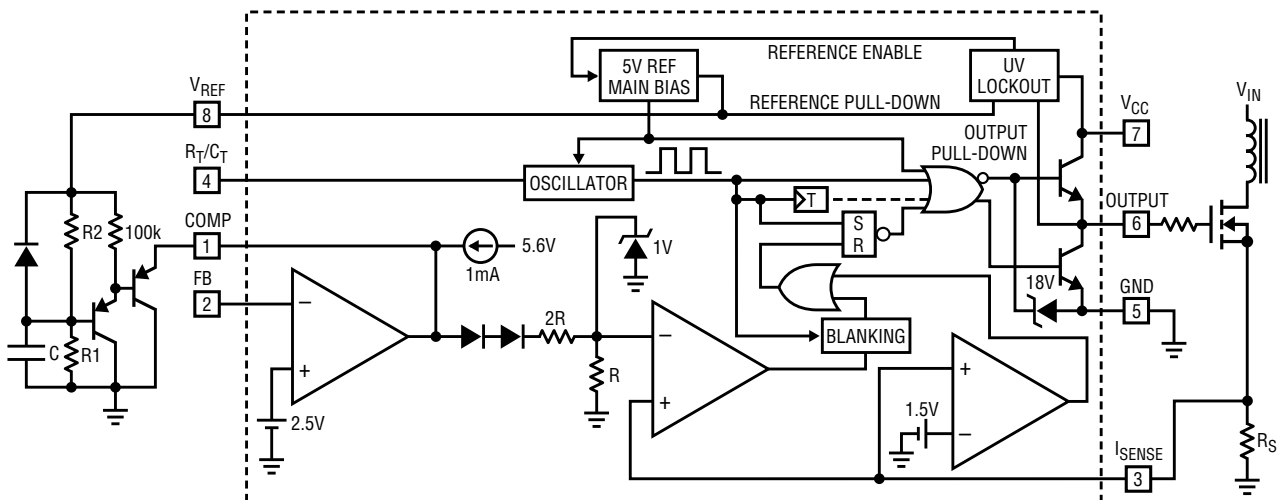 REFERENCE ENABLE
5V REF
MAIN BIAS
UV
LOCKOUT
VREF
8
REFERENCE PULL-DOWN
VCC
7
VIN
RT/CT
4
OSCILLATOR
OUTPUT
PULL-DOWN
T
OUTPUT
6
R2
100k
COMP
1
5.6V
1mA
1V
S
R
FB
2
–
18V
GND
5
2R
–
BLANKING
C
R1
+
R
+
2.5V
+
1.5V
–
ISENSE
3
RS